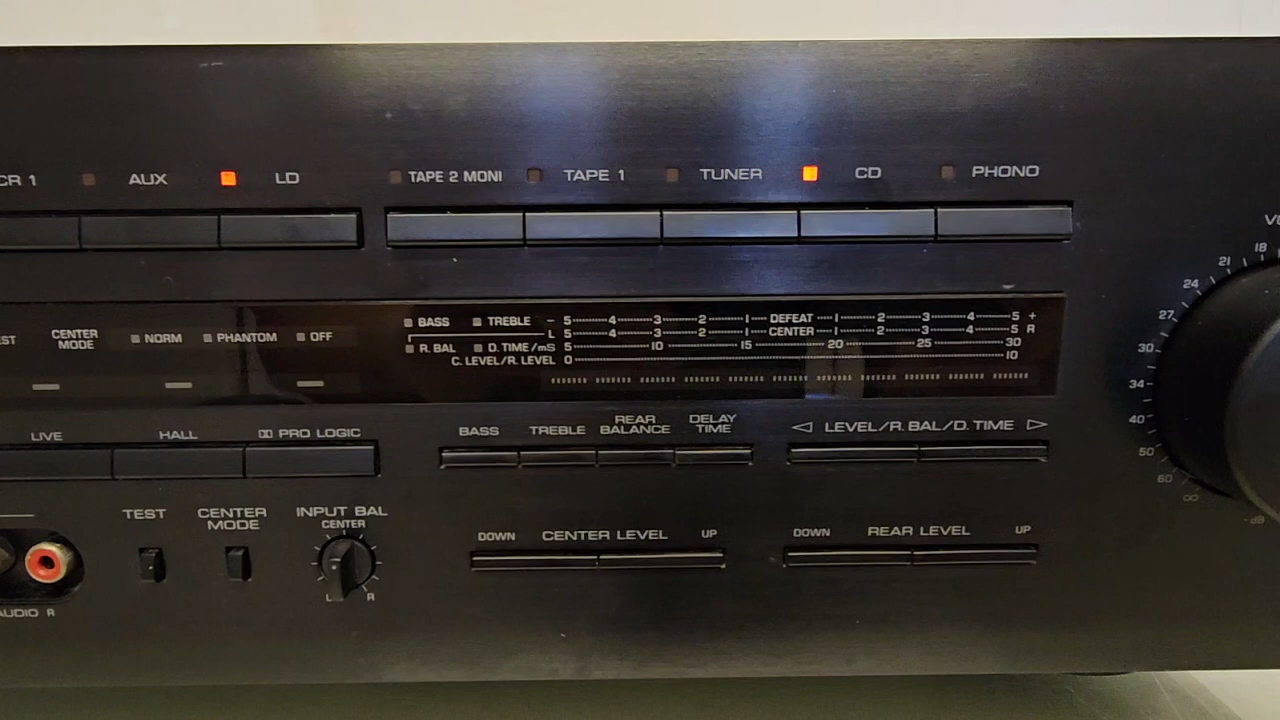 CR 1 AUX LD TAPE 2 MONI TAPE 1 TUNER CD PHONO
18
21
24
27
30
34
40
50
60
∞
-dB
CENTER
MODE
NORM PHANTOM OFF
BASS TREBLE - 5 4 3 2 1 DEFEAT 1 2 3 4 5 +
L 5 4 3 2 1 CENTER 1 2 3 4 5 R
R. BAL D. TIME/mS 5 10 15 20 25 30
C. LEVEL/R. LEVEL 0 10
LIVE HALL PRO LOGIC
BASS TREBLE REAR BALANCE DELAY TIME
◁ LEVEL/R. BAL/D. TIME ▷
TEST CENTER MODE INPUT BAL
CENTER
L R
DOWN CENTER LEVEL UP
DOWN REAR LEVEL UP
AUDIO R